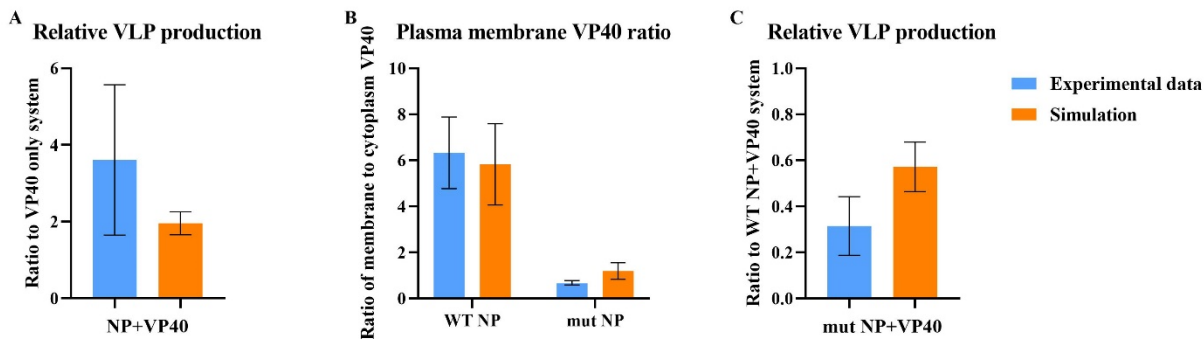 A
Relative VLP production
Ratio to VP40 only system
6
4
2
0
NP+VP40
B
Plasma membrane VP40 ratio
Ratio of membrane to cytoplasm VP40
10
8
6
4
2
0
WT NP
mut NP
C
Relative VLP production
Ratio to WT NP+VP40 system
1.0
0.8
0.6
0.4
0.2
0.0
mut NP+VP40
Experimental data
Simulation